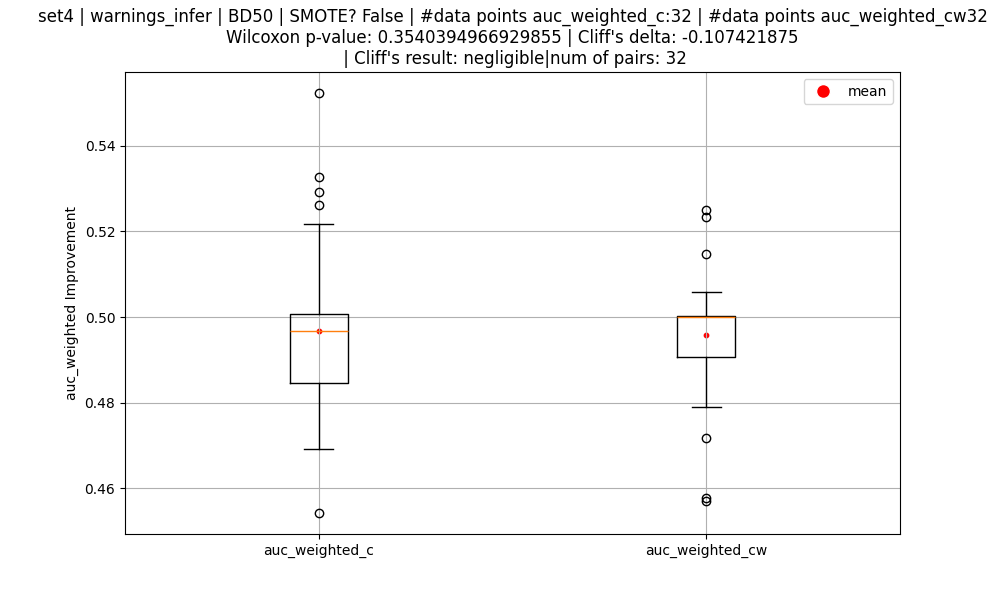 set4 | warnings_infer | BD50 | SMOTE? False | #data points auc_weighted_c:32 | #data points auc_weighted_cw32
Wilcoxon p-value: 0.3540394966929855 | Cliff's delta: -0.107421875
| Cliff's result: negligible|num of pairs: 32
mean
auc_weighted Improvement
0.54
0.52
0.50
0.48
0.46
auc_weighted_c
auc_weighted_cw